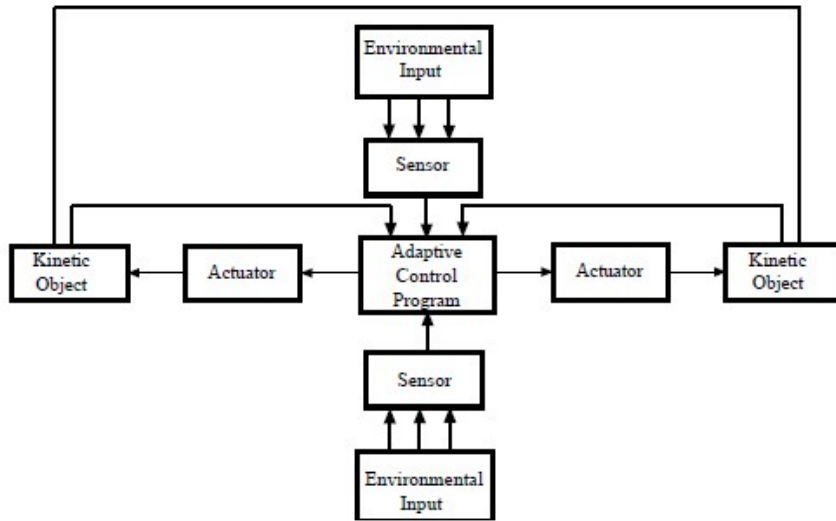 Environmental
Input
Sensor
Kinetic
Object
Actuator
Adaptive
Control
Program
Actuator
Kinetic
Object
Sensor
Environmental
Input